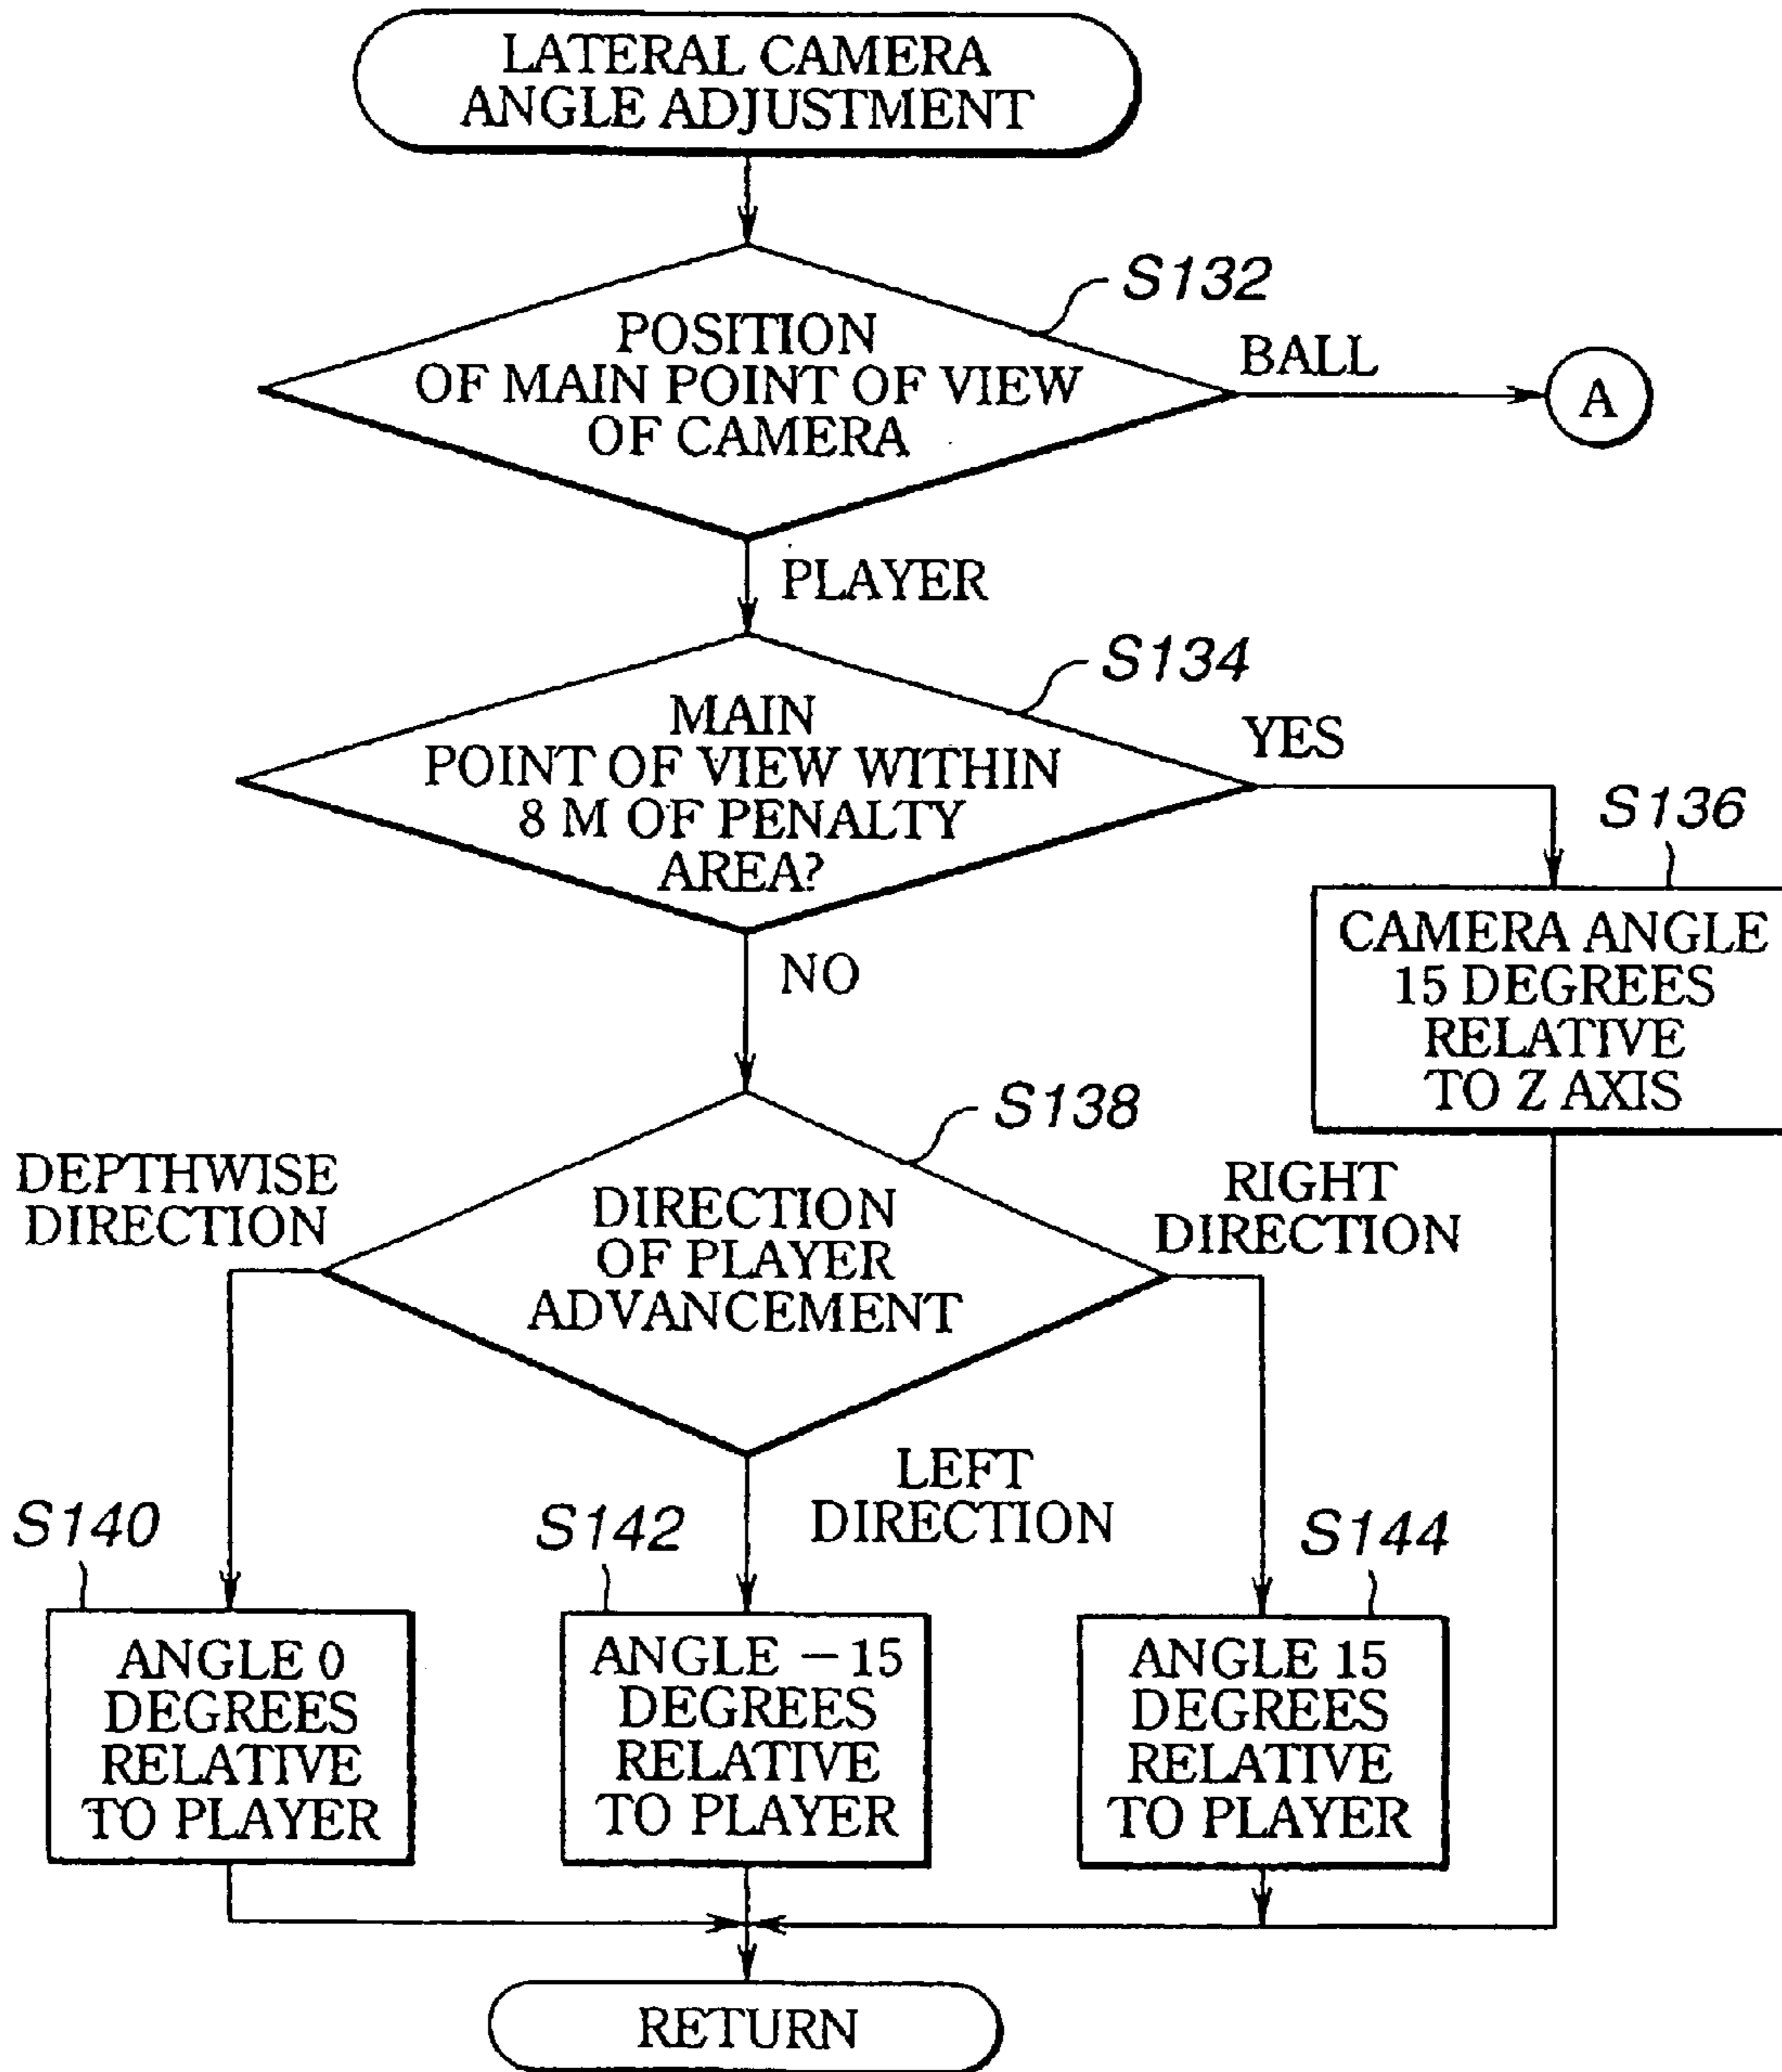 LATERAL CAMERA
ANGLE ADJUSTMENT
S132
POSITION
OF MAIN POINT OF VIEW
OF CAMERA
BALL
A
PLAYER
S134
MAIN
POINT OF VIEW WITHIN
8 M OF PENALTY
AREA?
YES
S136
CAMERA ANGLE
15 DEGREES
RELATIVE
TO Z AXIS
NO
S138
DEPTHWISE
DIRECTION
DIRECTION
OF PLAYER
ADVANCEMENT
RIGHT
DIRECTION
LEFT
DIRECTION
S140
ANGLE 0
DEGREES
RELATIVE
TO PLAYER
S142
ANGLE −15
DEGREES
RELATIVE
TO PLAYER
S144
ANGLE 15
DEGREES
RELATIVE
TO PLAYER
RETURN